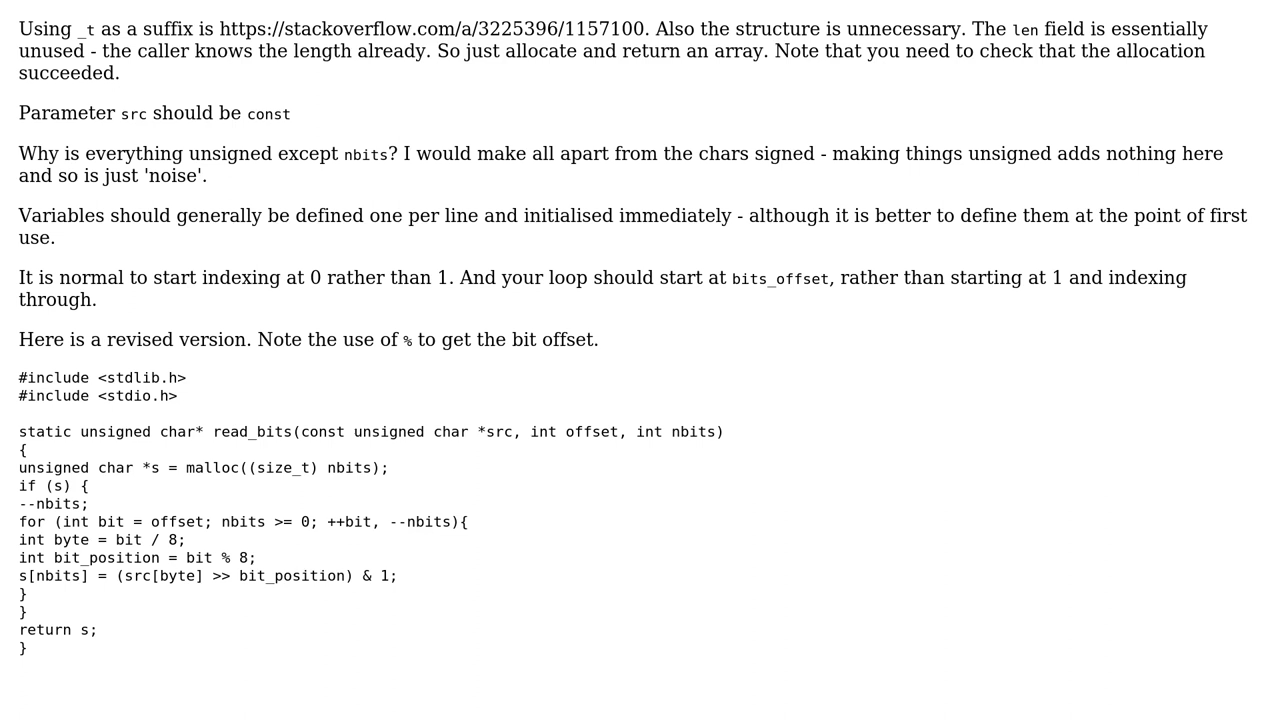 Using _t as a suffix is https://stackoverflow.com/a/3225396/1157100. Also the structure is unnecessary. The len field is essentially
unused - the caller knows the length already. So just allocate and return an array. Note that you need to check that the allocation
succeeded.
Parameter src should be const
Why is everything unsigned except nbits? I would make all apart from the chars signed - making things unsigned adds nothing here
and so is just 'noise'.
Variables should generally be defined one per line and initialised immediately - although it is better to define them at the point of first
use.
It is normal to start indexing at 0 rather than 1. And your loop should start at bits_offset, rather than starting at 1 and indexing
through.
Here is a revised version. Note the use of % to get the bit offset.
#include <stdlib.h>
#include <stdio.h>
static unsigned char* read_bits(const unsigned char *src, int offset, int nbits)
{
unsigned char *s = malloc((size_t) nbits);
if (s) {
--nbits;
for (int bit = offset; nbits >= 0; ++bit, --nbits){
int byte = bit / 8;
int bit_position = bit % 8;
s[nbits] = (src[byte] >> bit_position) & 1;
}
}
return s;
}